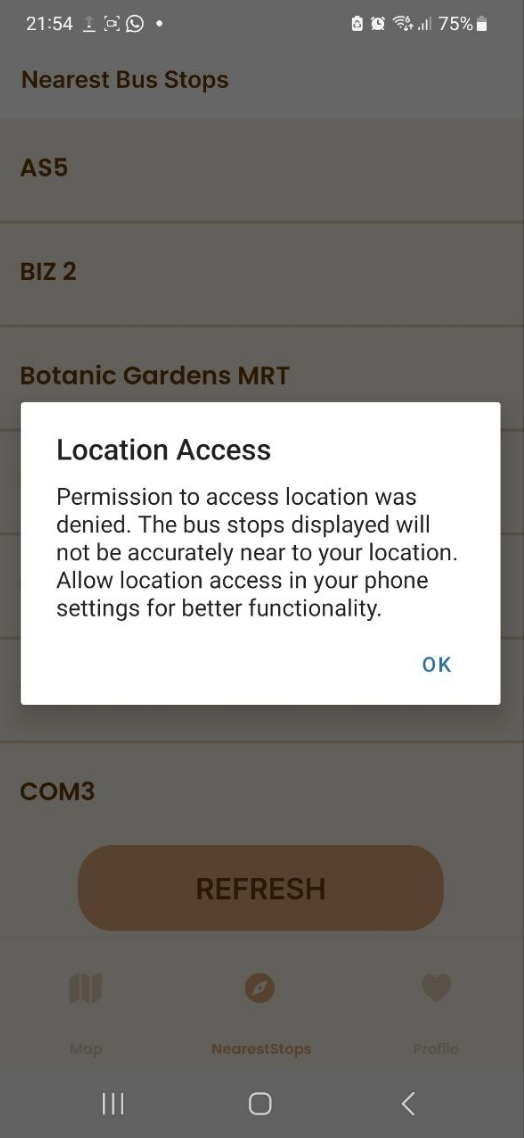 21:54
75%
Nearest Bus Stops
AS5
BIZ 2
Botanic Gardens MRT
Location Access
Permission to access location was
denied. The bus stops displayed will
not be accurately near to your location.
Allow location access in your phone
settings for better functionality.
OK
COM3
REFRESH
Map
NearestStops
Profile